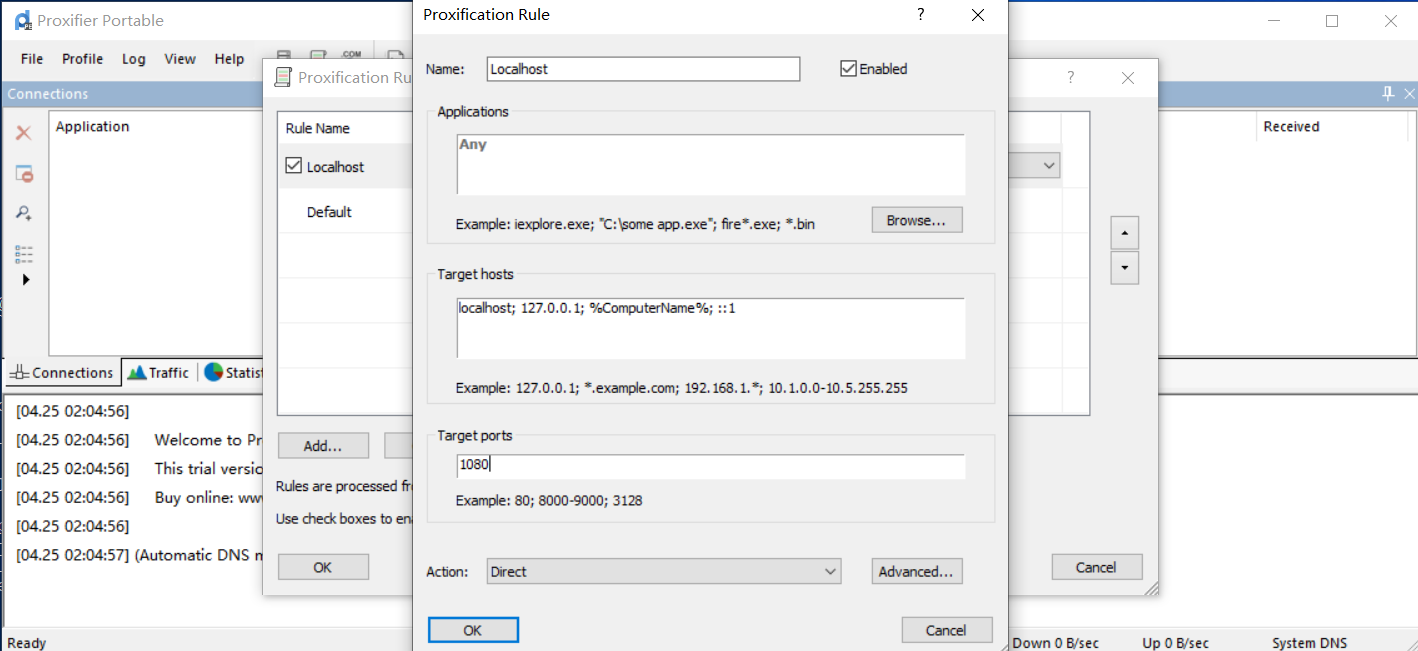 Proxifier Portable
File Profile Log View Help
.COM
Connections
Application
Received
Proxification Ru
?
Rule Name
Localhost
Default
Add...
Rules are processed fr
Use check boxes to ena
OK
Cancel
Proxification Rule
?
Name: Localhost Enabled
Applications
Any
Example: iexplore.exe; "C:\some app.exe"; fire*.exe; *.bin
Browse...
Target hosts
localhost; 127.0.0.1; %ComputerName%; ::1
Example: 127.0.0.1; *.example.com; 192.168.1.*; 10.1.0.0-10.5.255.255
Target ports
1080
Example: 80; 8000-9000; 3128
Action: Direct Advanced...
OK Cancel
Connections Traffic Statist
[04.25 02:04:56]
[04.25 02:04:56] Welcome to Pr
[04.25 02:04:56] This trial versio
[04.25 02:04:56] Buy online: www
[04.25 02:04:56]
[04.25 02:04:57] (Automatic DNS m
Ready Down 0 B/sec Up 0 B/sec System DNS